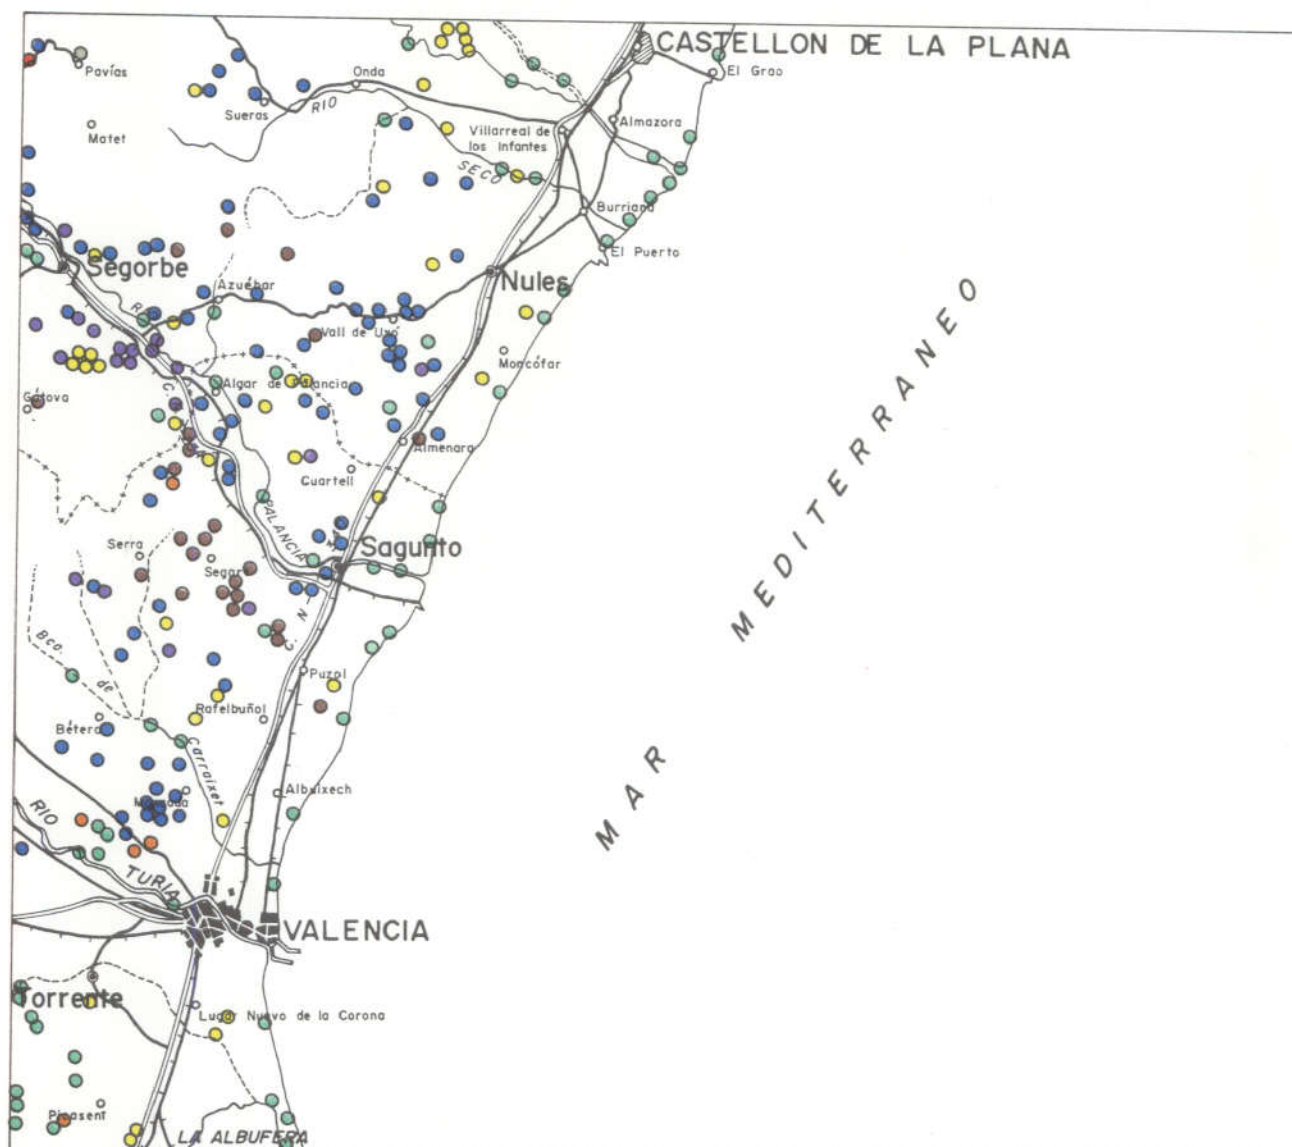 CASTELLON DE LA PLANA
El Grao
Pavías
Onda
Sueras
RIO
Matet
Villarreal de
los Infantes
Almazora
SECO
Burriana
El Puerto
Segorbe
Azuébar
Nules
Vall de Uxó
Moncófar
Gátova
Algar de Palancia
Almenara
Cuartell
PALANCIA
Serra
Segart
Sagunto
Bco.
de
Carraixet
Puzol
Rafelbuñol
Bétera
Albuixech
RIO
TURIA
VALENCIA
Torrente
Lugar Nuevo de la Corona
Picasent
LA ALBUFERA
MAR MEDITERRANEO